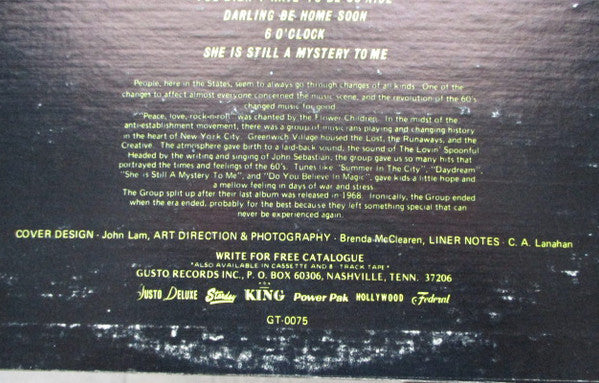 YOU DIDN'T HAVE TO BE SO NICE
DARLING BE HOME SOON
6 O'CLOCK
SHE IS STILL A MYSTERY TO ME
People, here in the States, seem to always go through changes of all kinds. One of the
changes to affect almost everyone concerned the music scene, and the revolution of the 60's
changed music for good.
"Peace, love, rock-n-roll" was chanted by the Flower Children. In the midst of the
anti-establishment movement, there was a group of musicians playing and changing history
in the heart of New York City. Greenwich Village housed the Lost, the Runaways, and the
Creative. The atmosphere gave birth to a laid-back sound, the sound of The Lovin' Spoonful
Headed by the writing and singing of John Sebastian, the group gave us so many hits that
portrayed the times and feelings of the 60's. Tunes like "Summer In The City", "Daydream",
"She is Still A Mystery To Me", and "Do You Believe In Magic", gave kids a little hope and
a mellow feeling in days of war and stress.
The Group split up after their last album was released in 1968. Ironically, the Group ended
when the era ended, probably for the best because they left something special that can
never be experienced again.
COVER DESIGN · John Lam, ART DIRECTION & PHOTOGRAPHY · Brenda McClearen, LINER NOTES · C. A. Lanahan
WRITE FOR FREE CATALOGUE
"ALSO AVAILABLE IN CASSETTE AND 8-TRACK TAPE"
GUSTO RECORDS INC., P. O. BOX 60306, NASHVILLE, TENN. 37206
Gusto Deluxe Starday KING Power Pak HOLLYWOOD Federal
GT-0075